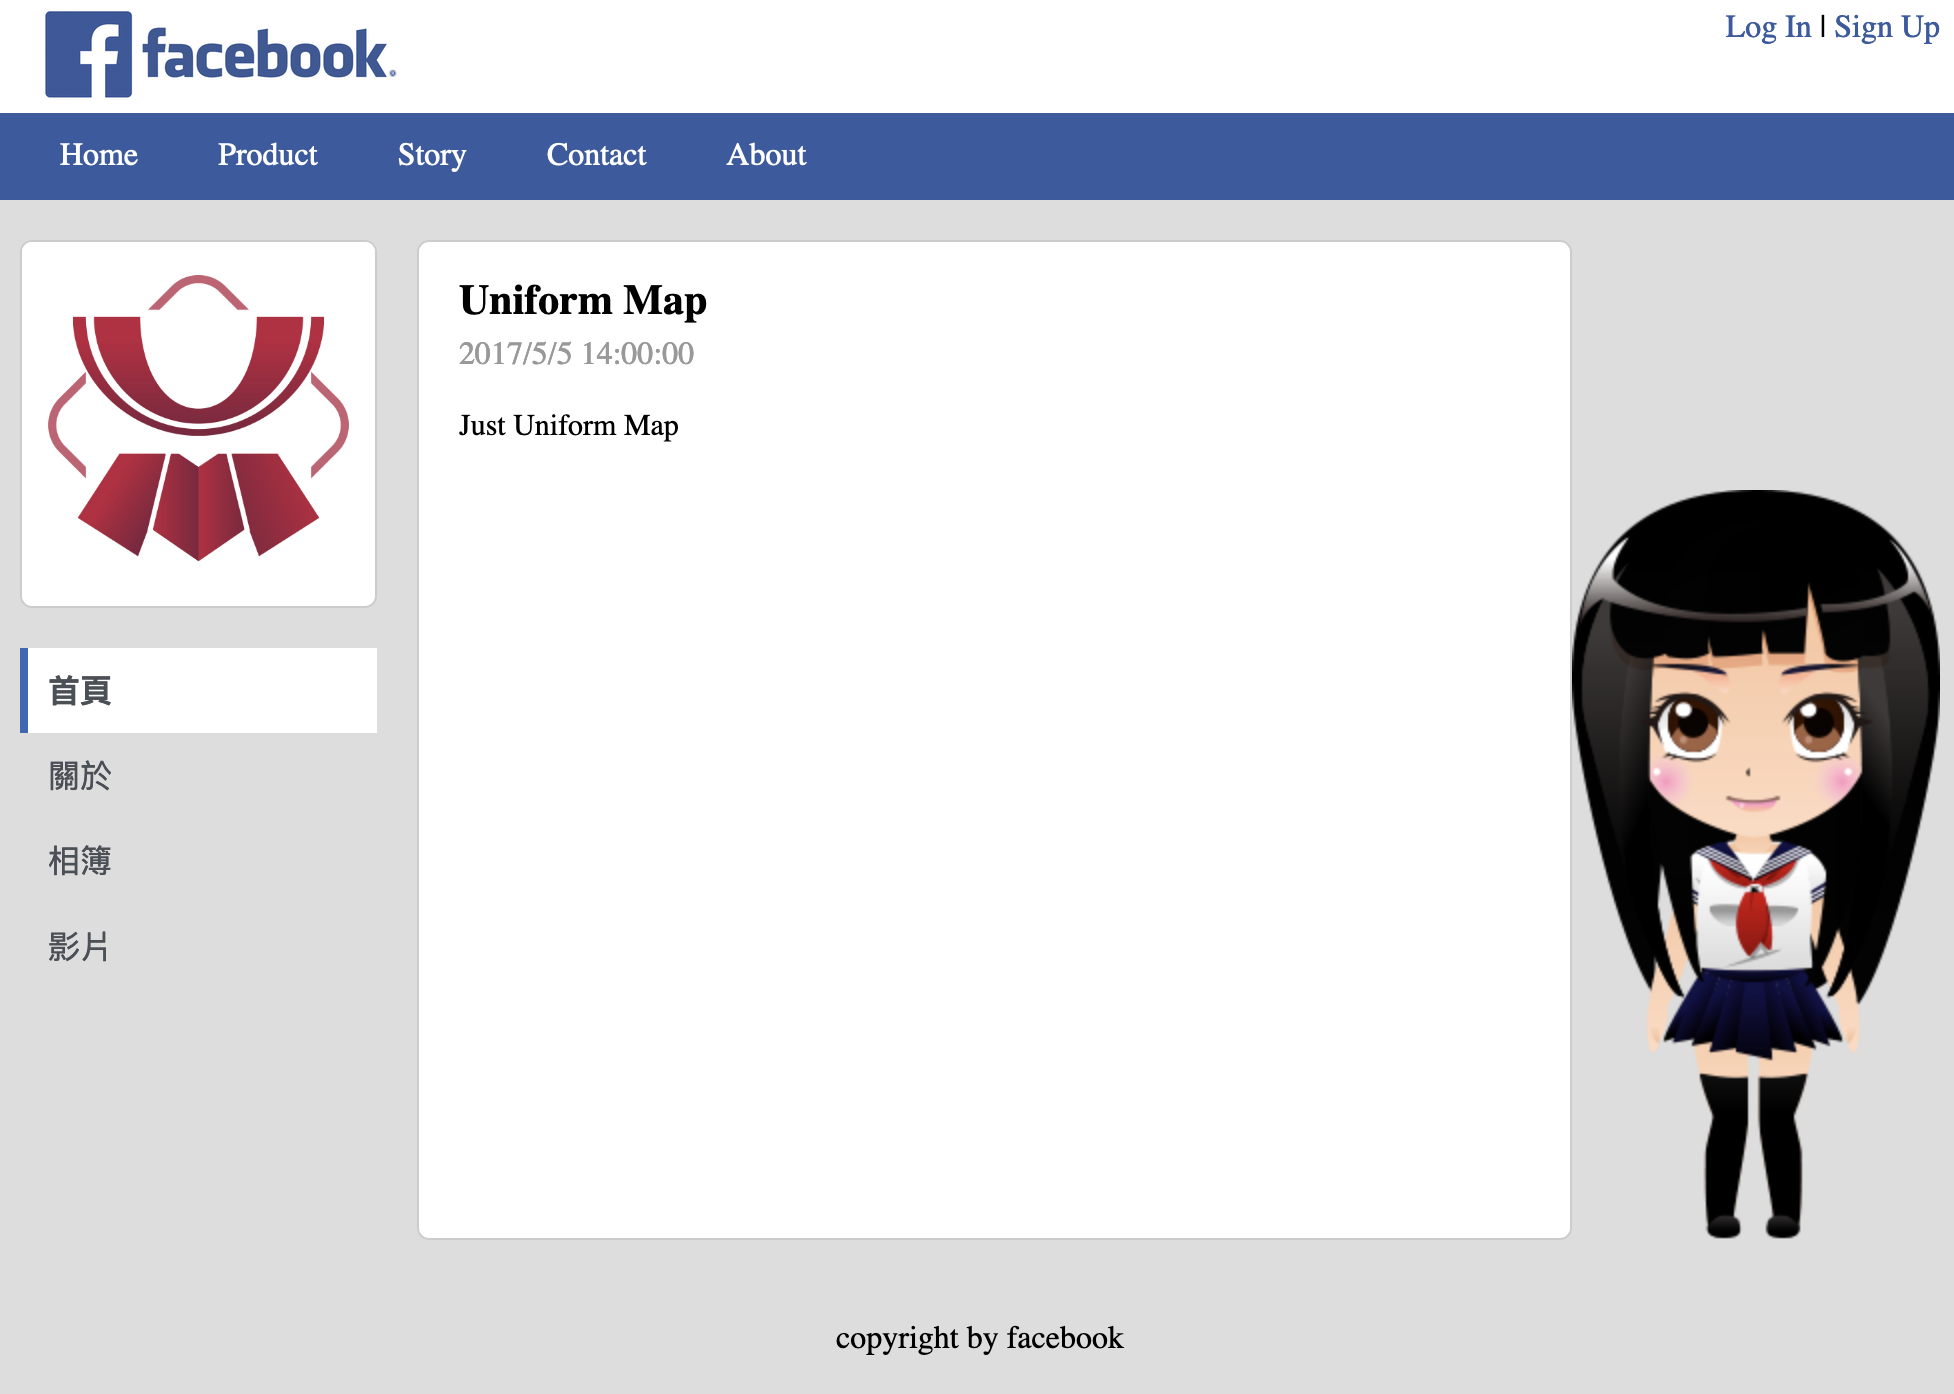 facebook.
Log In | Sign Up
Home Product Story Contact About
Uniform Map
2017/5/5 14:00:00
Just Uniform Map
首頁
關於
相簿
影片
copyright by facebook